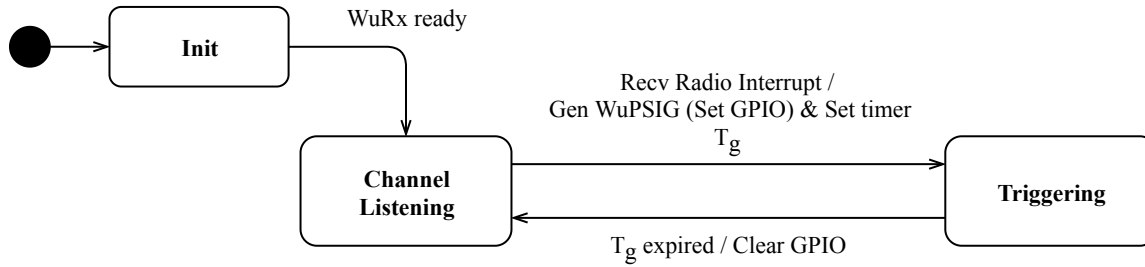 WuRx ready
Init
Recv Radio Interrupt /
Gen WuPSIG (Set GPIO) & Set timer
Tg
Channel
Listening
Triggering
Tg expired / Clear GPIO